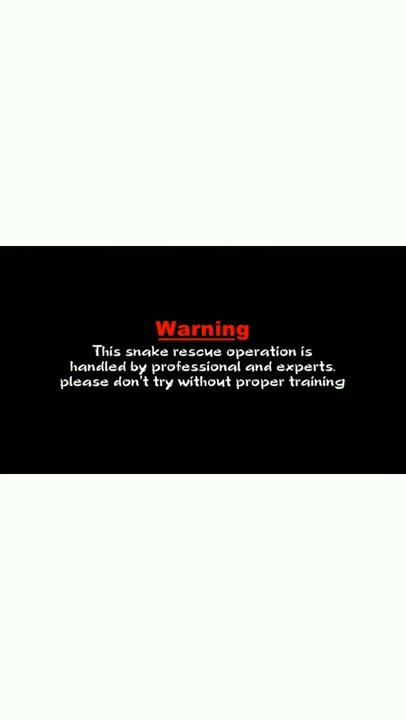 Warning
This snake rescue operation is
handled by professional and experts.
please don't try without proper training